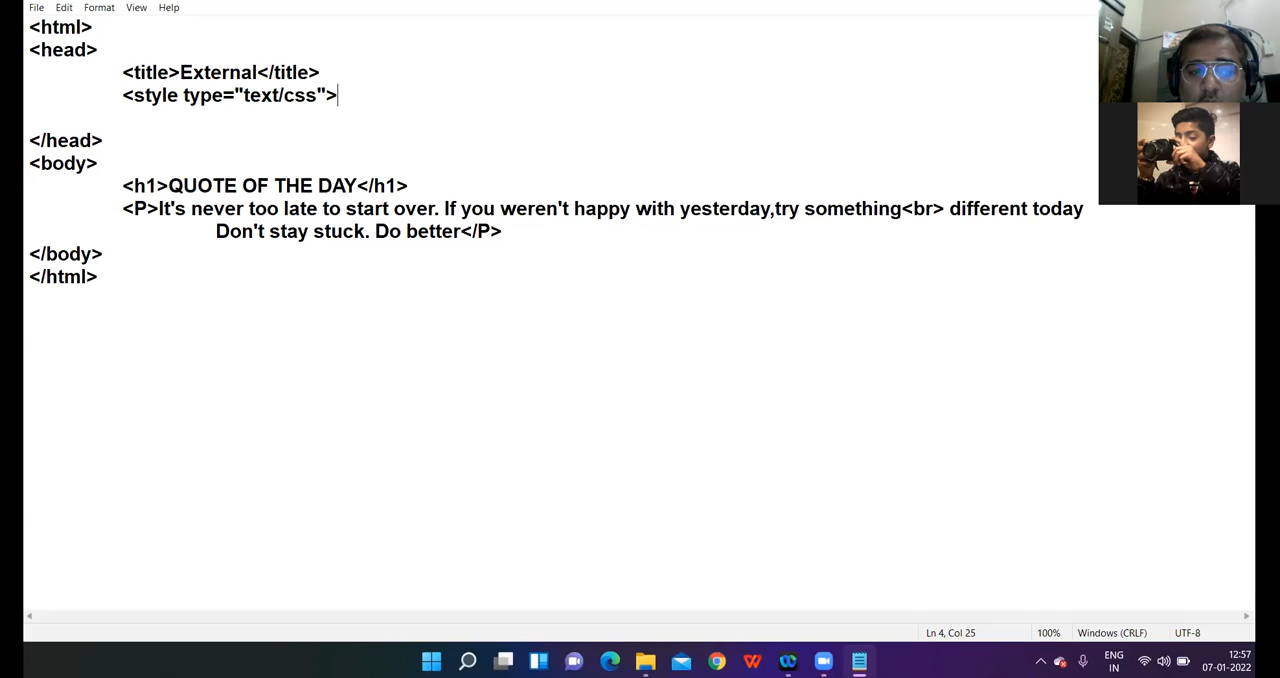 File Edit Format View Help
<html>
<head>
<title>External</title>
<style type="text/css">
</head>
<body>
<h1>QUOTE OF THE DAY</h1>
<P>It's never too late to start over. If you weren't happy with yesterday,try something<br> different today
Don't stay stuck. Do better</P>
</body>
</html>
Ln 4, Col 25 100% Windows (CRLF) UTF-8
ENG 12:57
IN 07-01-2022